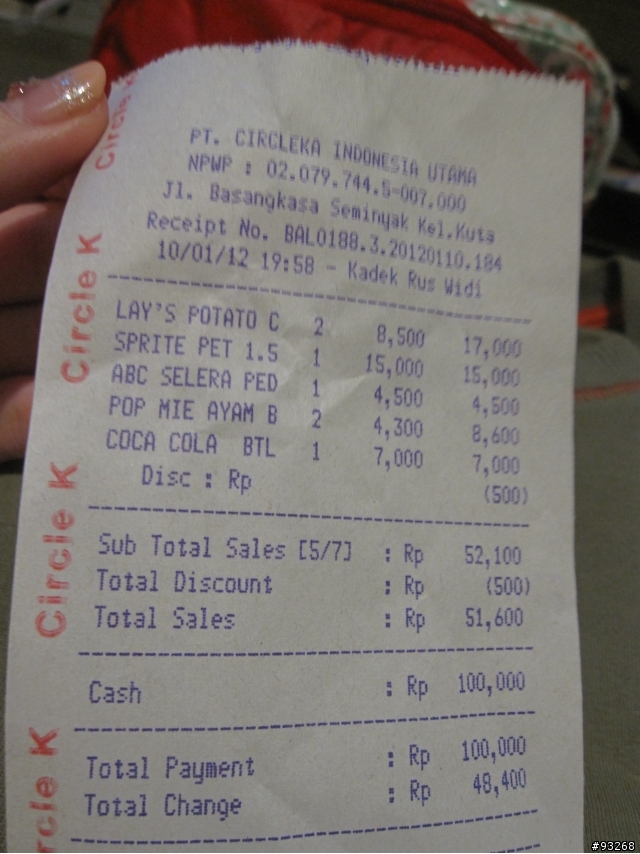 PT. CIRCLEKA INDONESIA UTAMA
NPWP : 02.079.744.5-007.000
Jl. Basangkasa Seminyak Kel.Kuta
Receipt No. BAL0188.3.20120110.184
10/01/12 19:58 - Kadek Rus Widi
LAY'S POTATO C 2 8,500 17,000
SPRITE PET 1.5 1 15,000 15,000
ABC SELERA PED 1 4,500 4,500
POP MIE AYAM B 2 4,300 8,600
COCA COLA BTL 1 7,000 7,000
Disc : Rp (500)
Sub Total Sales [5/7] : Rp 52,100
Total Discount : Rp (500)
Total Sales : Rp 51,600
Cash : Rp 100,000
Total Payment : Rp 100,000
Total Change : Rp 48,400
Circle K
Circle K
Circle K
rcle K
#93268